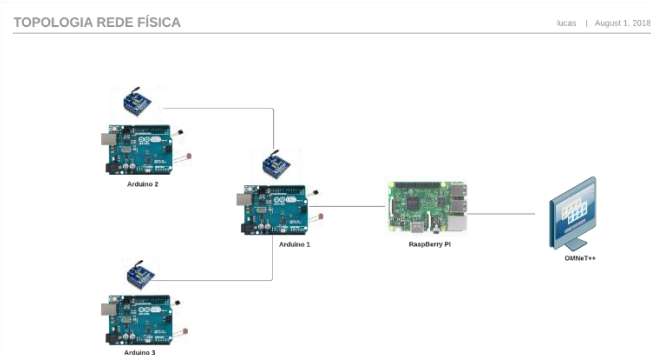 TOPOLOGIA REDE FÍSICA
lucas | August 1, 2018
Arduino 2
Arduino 1
RaspBerry PI
OMNeT++
Arduino 3